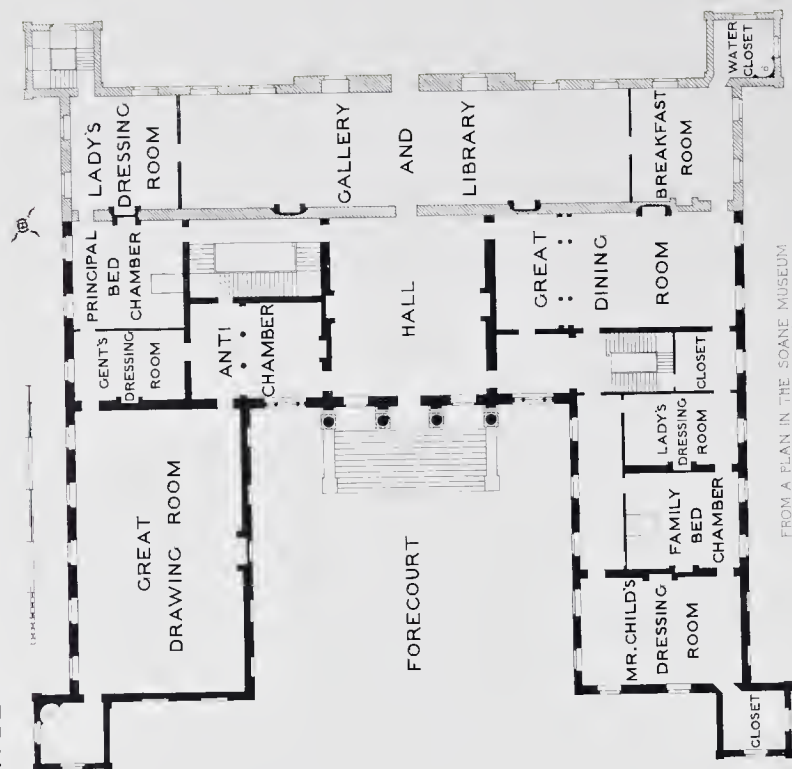 LADY'S
DRESSING
ROOM
GALLERY
AND
LIBRARY
BREAKFAST
ROOM
WATER
CLOSET
PRINCIPAL
BED
CHAMBER
GENT'S
DRESSING
ROOM
ANTI
CHAMBER
HALL
GREAT
DINING
ROOM
CLOSET
LADY'S
DRESSING
ROOM
FAMILY
BED
CHAMBER
MR. CHILD'S
DRESSING
ROOM
CLOSET
GREAT
DRAWING ROOM
FORECOURT
FROM A PLAN IN THE SOANE MUSEUM